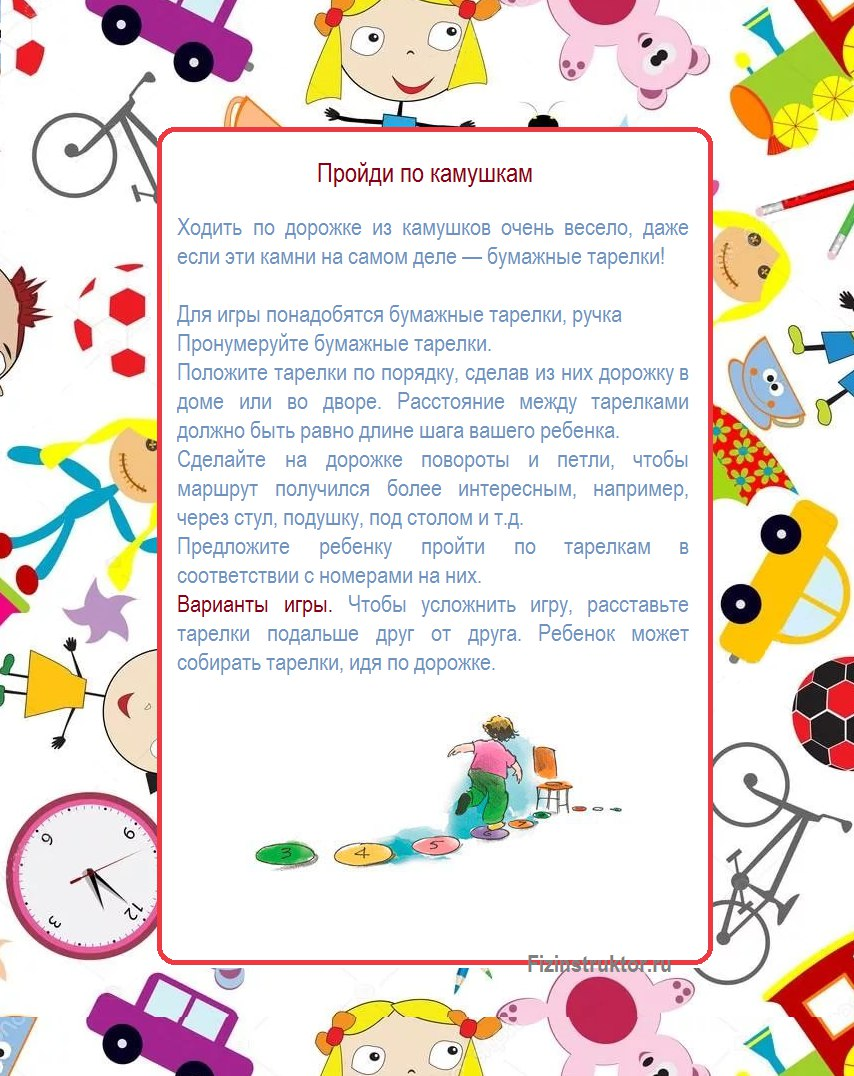 Пройди по камушкам
Ходить по дорожке из камушков очень весело, даже
если эти камни на самом деле — бумажные тарелки!
Для игры понадобятся бумажные тарелки, ручка
Пронумеруйте бумажные тарелки.
Положите тарелки по порядку, сделав из них дорожку в
доме или во дворе. Расстояние между тарелками
должно быть равно длине шага вашего ребенка.
Сделайте на дорожке повороты и петли, чтобы
маршрут получился более интересным, например,
через стул, подушку, под столом и т.д.
Предложите ребенку пройти по тарелкам в
соответствии с номерами на них.
Варианты игры. Чтобы усложнить игру, расставьте
тарелки подальше друг от друга. Ребенок может
собирать тарелки, идя по дорожке.
3 4 5
9 6 12 3
Fiziustruktor.ru